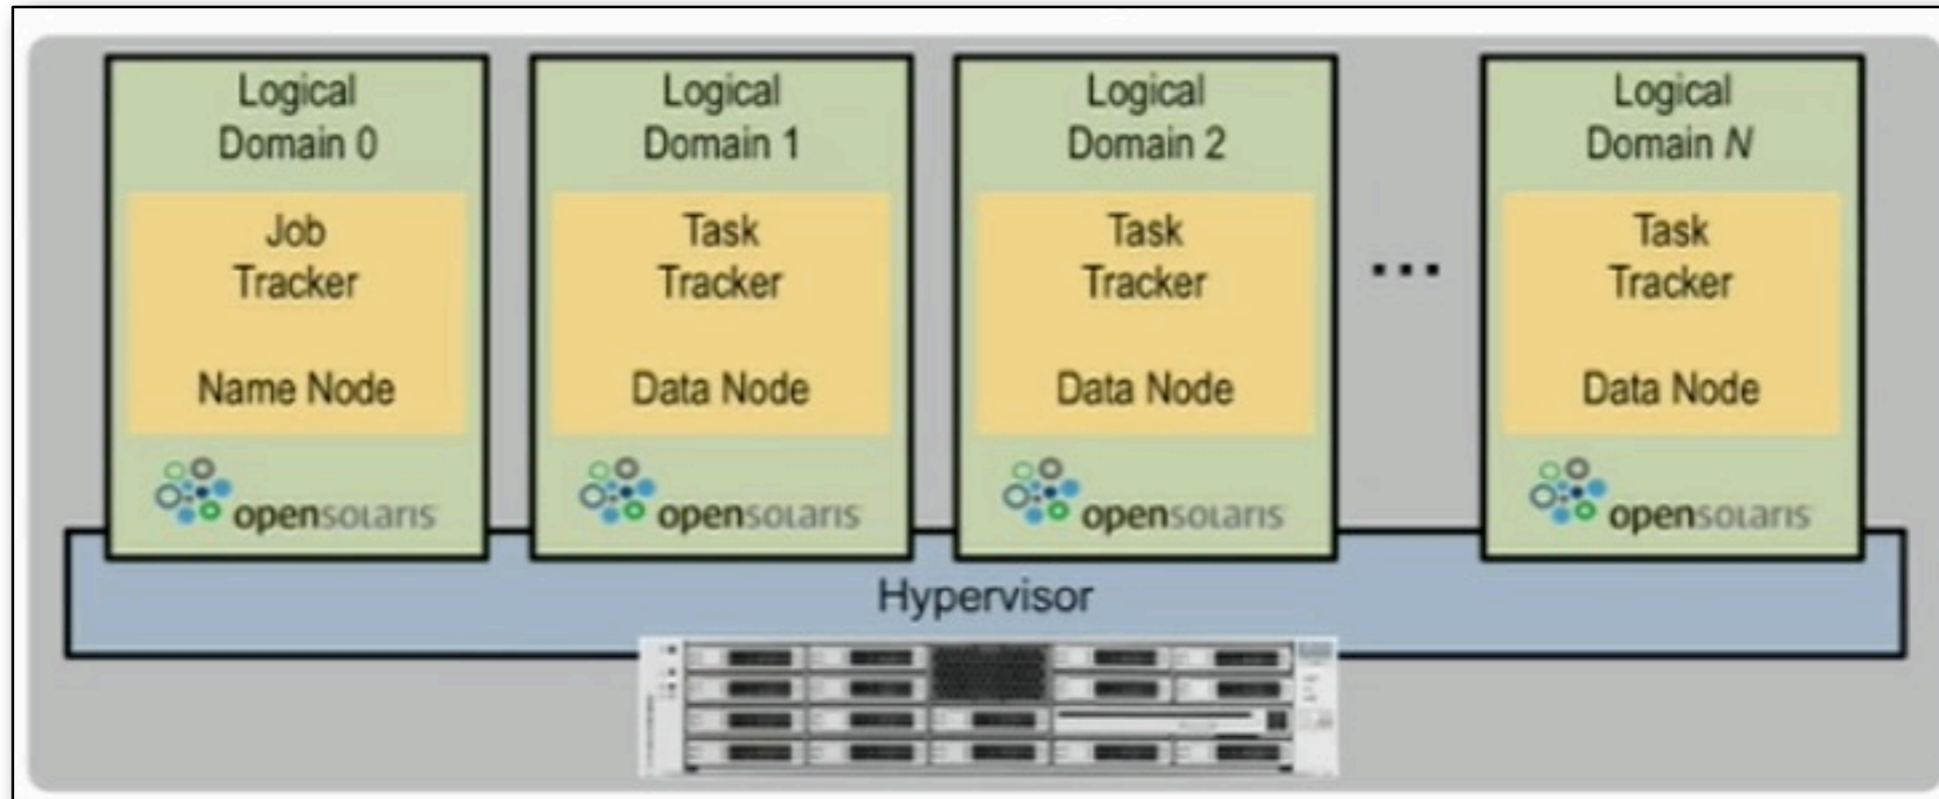 Logical
Domain 0
Job
Tracker
Name Node
opensolaris
Logical
Domain 1
Task
Tracker
Data Node
opensolaris
Logical
Domain 2
Task
Tracker
Data Node
opensolaris
...
Logical
Domain N
Task
Tracker
Data Node
opensolaris
Hypervisor